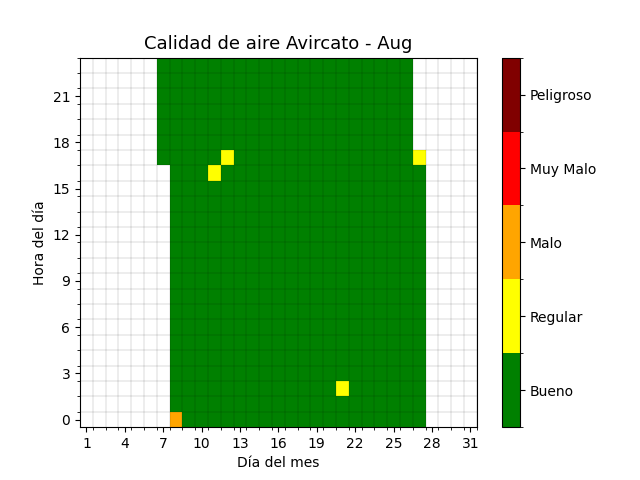 Calidad de aire Avircato - Aug
Hora del día
21
18
15
12
9
6
3
0
1 4 7 10 13 16 19 22 25 28 31
Día del mes
Peligroso
Muy Malo
Malo
Regular
Bueno